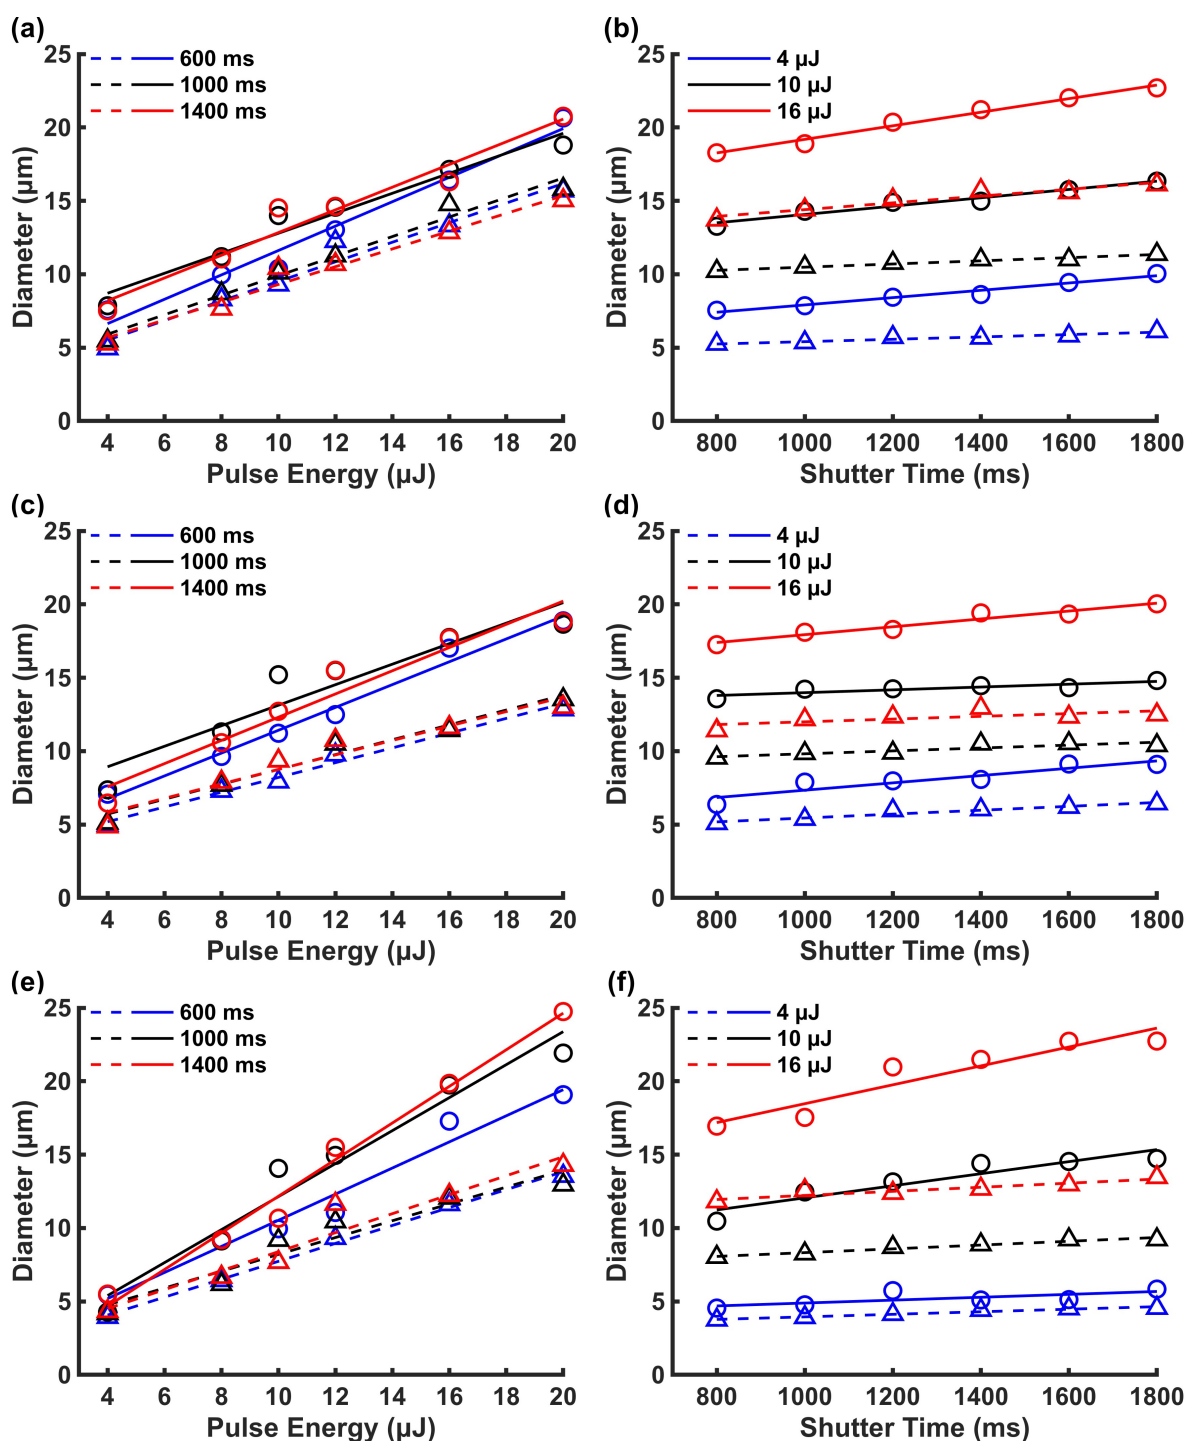 (a)
25
20
15
10
5
0
Diameter (µm)
600 ms
1000 ms
1400 ms
4 8 10 12 14 16 18 20
Pulse Energy (µJ)
(b)
25
20
15
10
5
0
Diameter (µm)
4 µJ
10 µJ
16 µJ
800 1000 1200 1400 1600 1800
Shutter Time (ms)
(c)
25
20
15
10
5
0
Diameter (µm)
600 ms
1000 ms
1400 ms
4 6 8 10 12 14 16 18 20
Pulse Energy (µJ)
(d)
25
20
15
10
5
0
Diameter (µm)
4 µJ
10 µJ
16 µJ
800 1000 1200 1400 1600 1800
Shutter Time (ms)
(e)
25
20
15
10
5
0
Diameter (µm)
600 ms
1000 ms
1400 ms
4 6 8 10 12 14 16 18 20
Pulse Energy (µJ)
(f)
25
20
15
10
5
0
Diameter (µm)
4 µJ
10 µJ
16 µJ
800 1000 1200 1400 1600 1800
Shutter Time (ms)